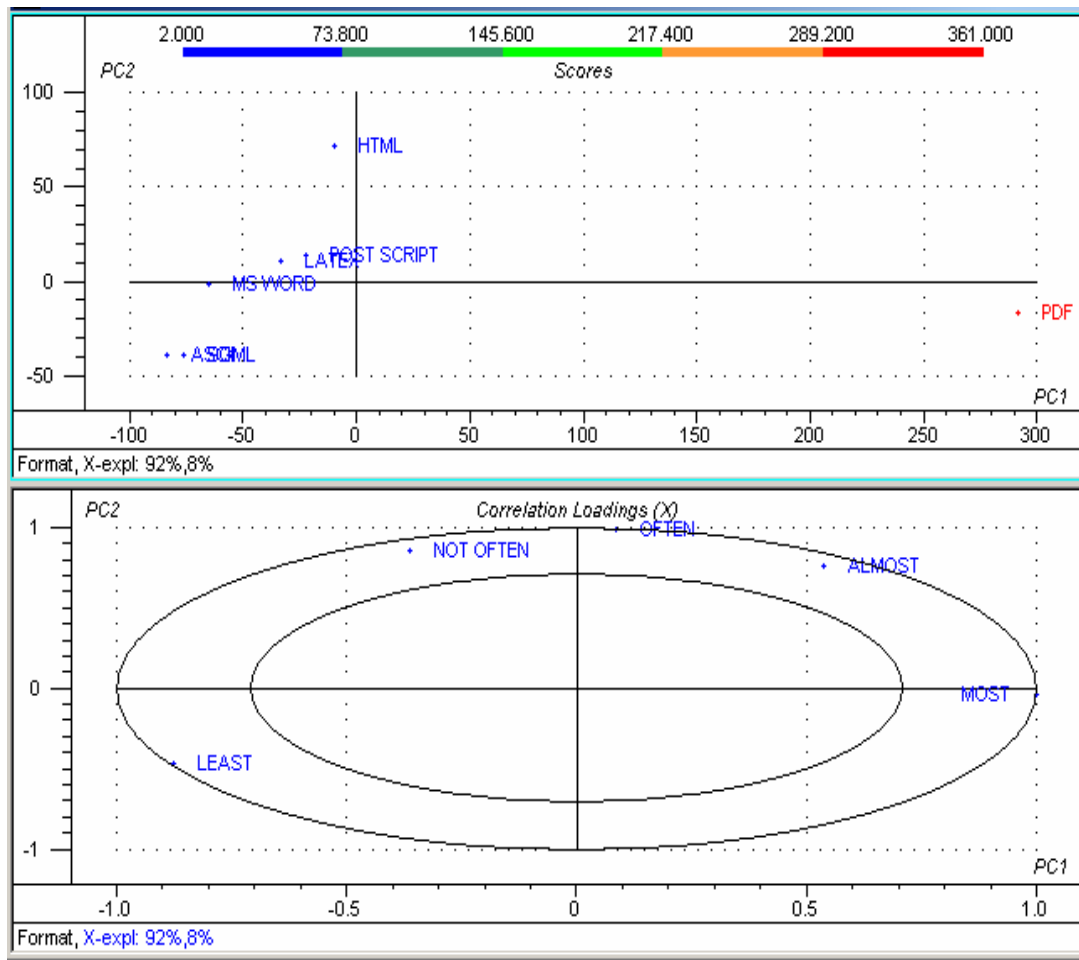 2.000 73.800 145.600 217.400 289.200 361.000
PC2 Scores
100
HTML
50
POST SCRIPT
LATEX
0
MS WORD
PDF
ASCII SGML
-50
PC1
-100 -50 0 50 100 150 200 250 300
Format, X-expl: 92%,8%
PC2 Correlation Loadings (X)
1
OFTEN
NOT OFTEN
ALMOST
0
MOST
LEAST
-1
PC1
-1.0 -0.5 0 0.5 1.0
Format, X-expl: 92%,8%